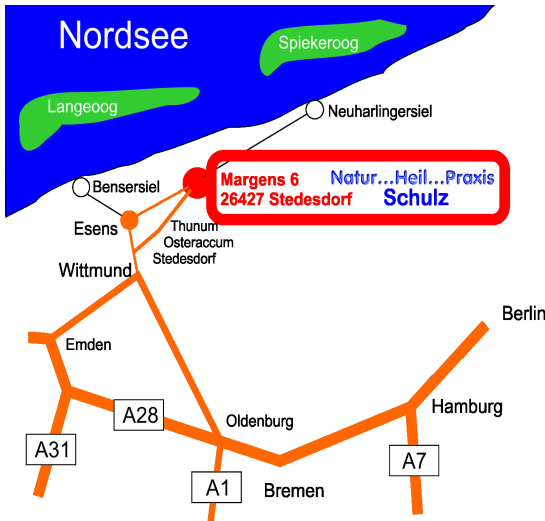 Nordsee
Spiekeroog
Langeoog
Neuharlingersiel
Bensersiel
Margens 6
26427 Stedesdorf
Natur...Heil...Praxis
Schulz
Esens
Thunum
Osteraccum
Stedesdorf
Wittmund
Berlin
Emden
Hamburg
A28
Oldenburg
A31
A7
A1
Bremen